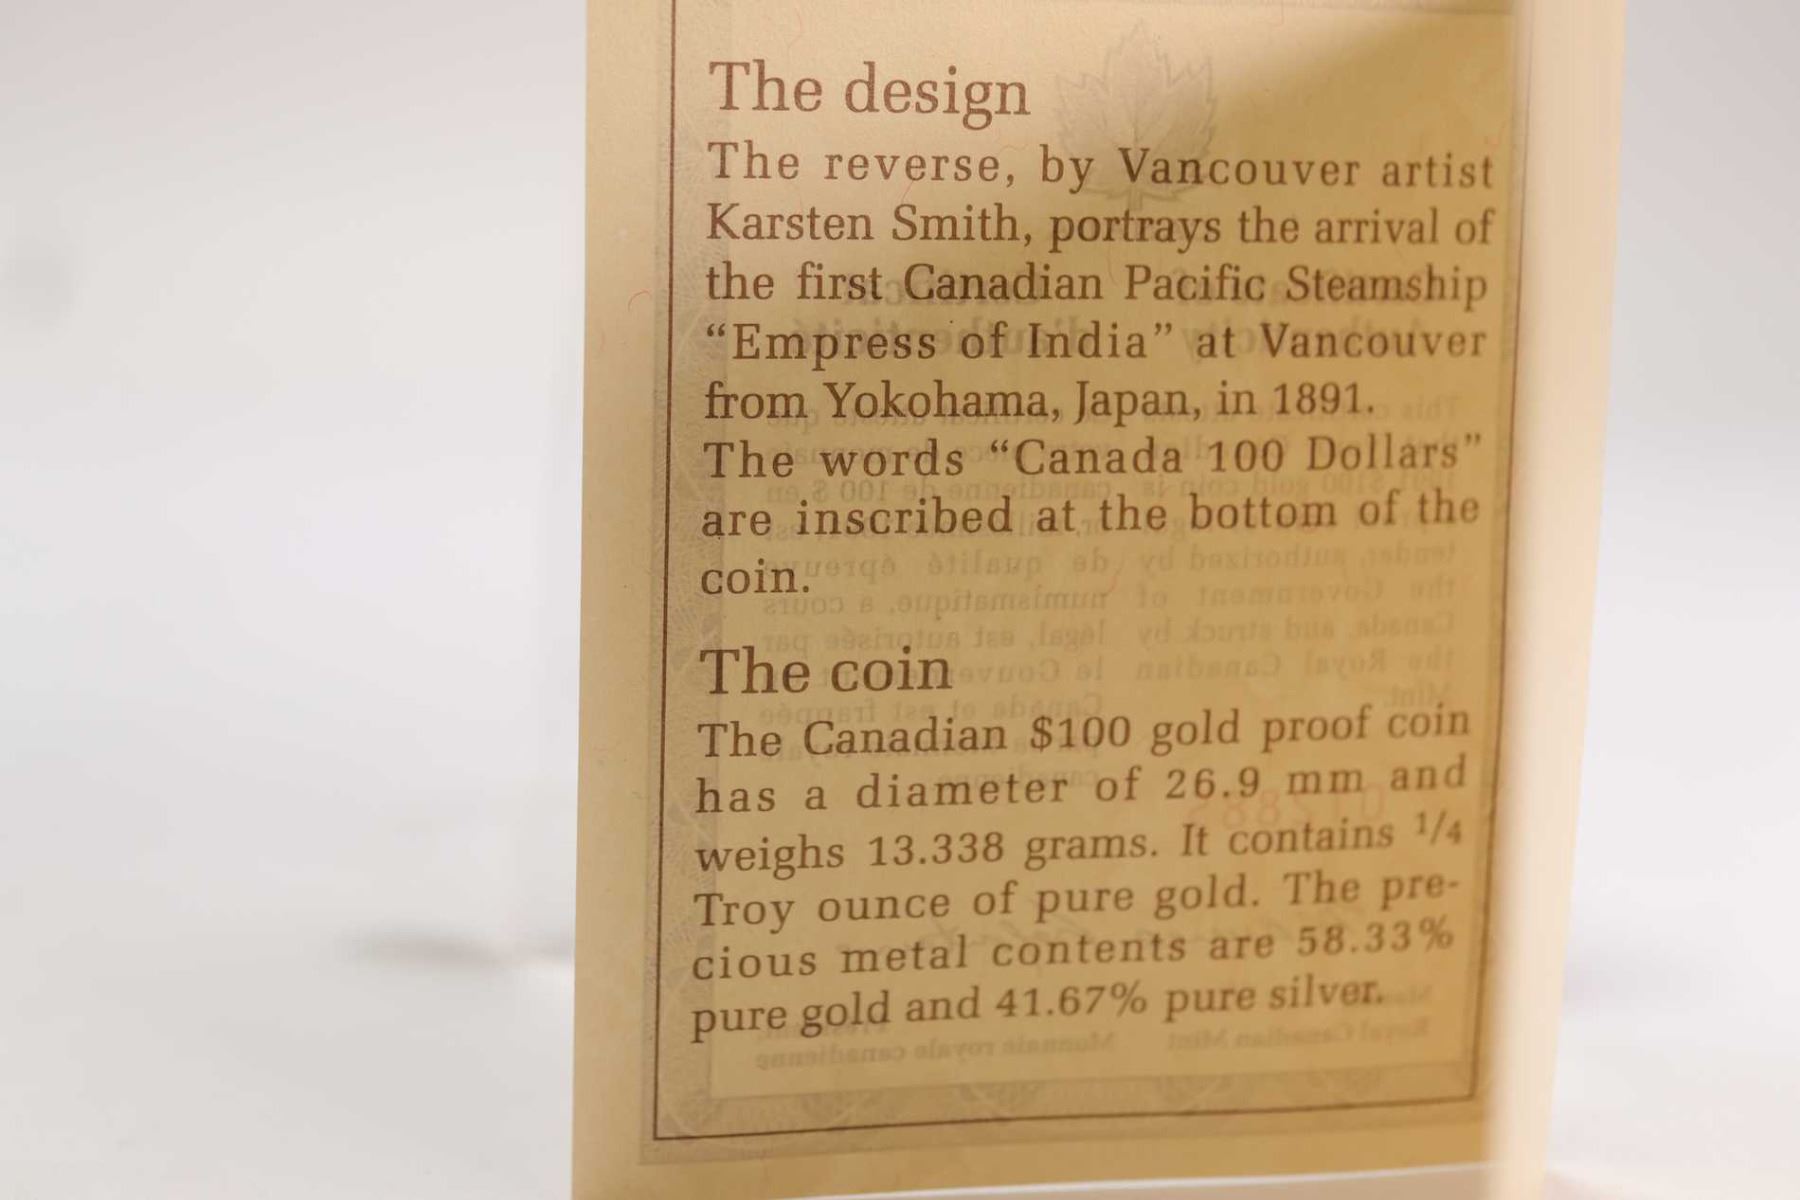 The design
The reverse, by Vancouver artist
Karsten Smith, portrays the arrival of
the first Canadian Pacific Steamship
“Empress of India” at Vancouver
from Yokohama, Japan, in 1891.
The words “Canada 100 Dollars”
are inscribed at the bottom of the
coin.
The coin
The Canadian $100 gold proof coin
has a diameter of 26.9 mm and
weighs 13.338 grams. It contains 1/4
Troy ounce of pure gold. The pre-
cious metal contents are 58.33%
pure gold and 41.67% pure silver.